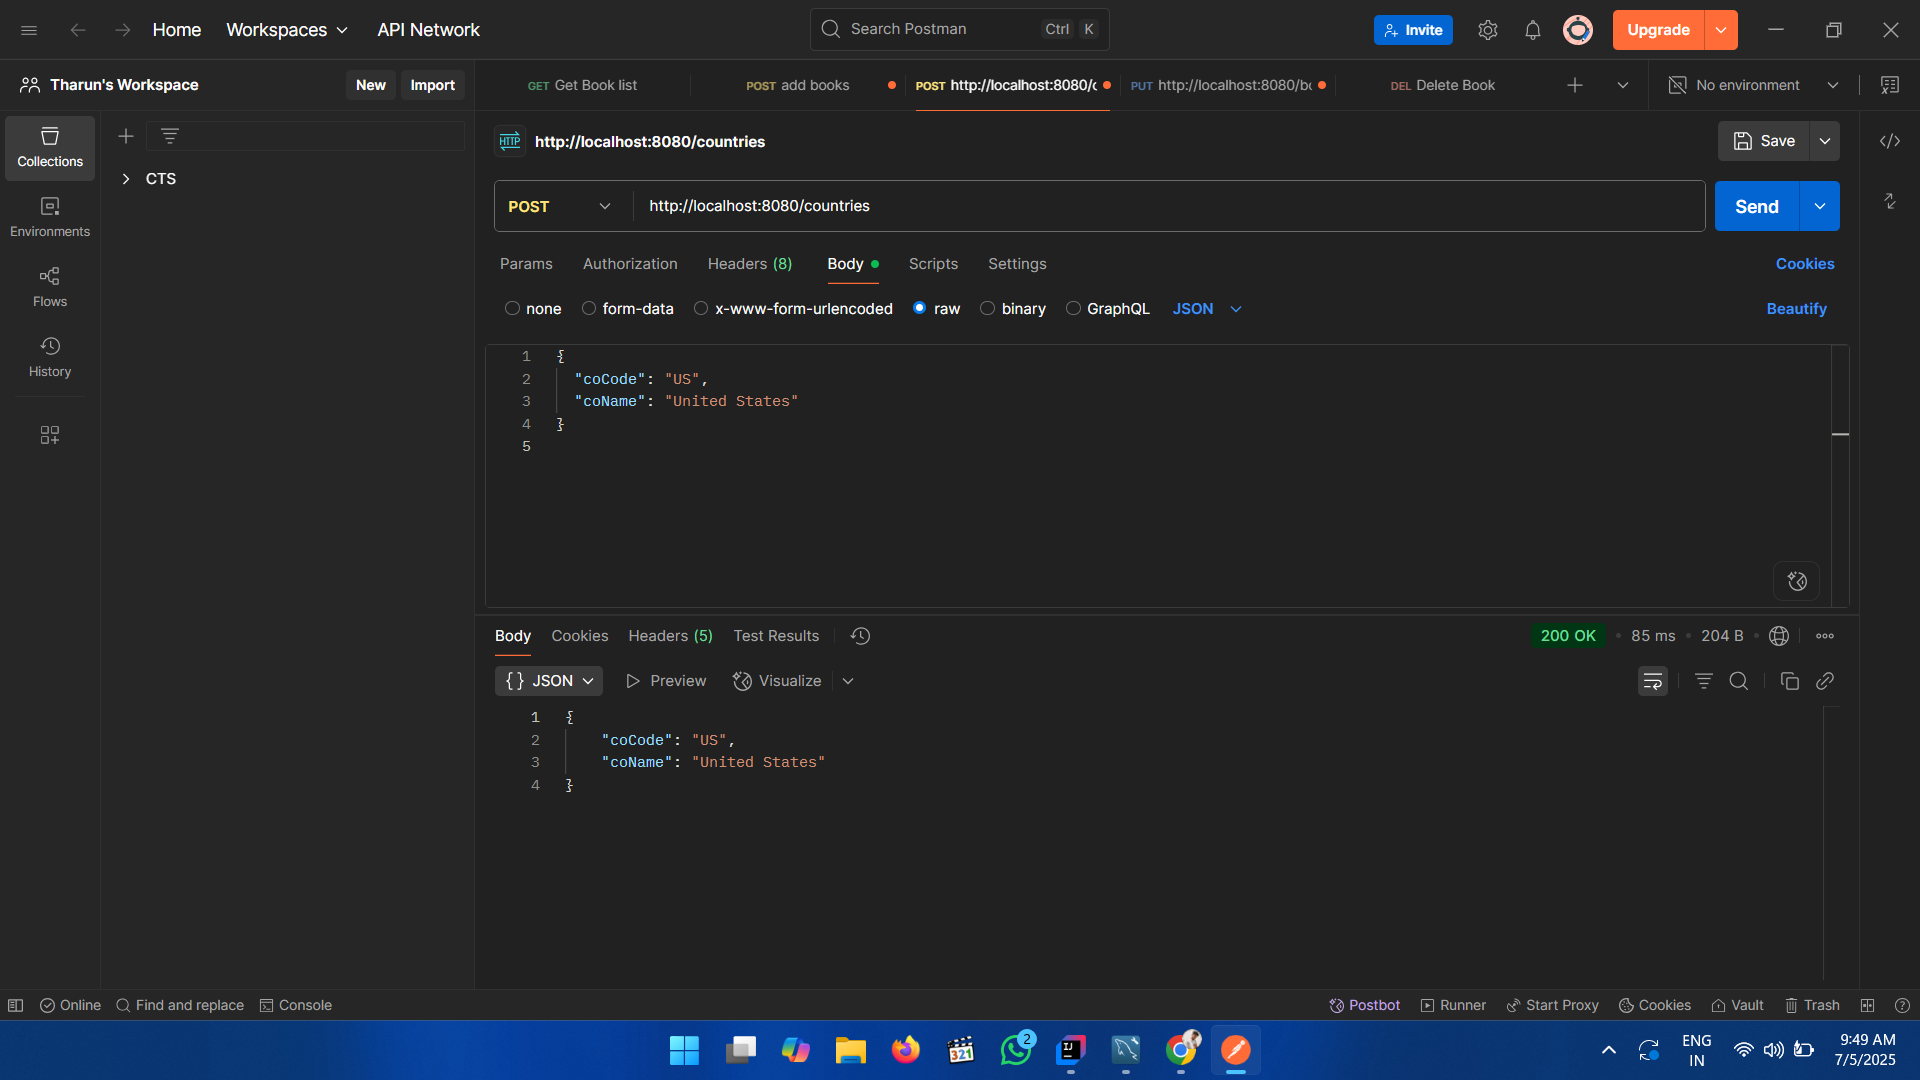 Home
Workspaces
API Network
Search Postman
Ctrl
K
Invite
Upgrade
Tharun's Workspace
New
Import
GET Get Book list
POST add books
POST http://localhost:8080/c
PUT http://localhost:8080/bo
DEL Delete Book
No environment
Collections
Environments
Flows
History
CTS
HTTP
http://localhost:8080/countries
Save
POST
http://localhost:8080/countries
Send
Params
Authorization
Headers (8)
Body
Scripts
Settings
Cookies
none
form-data
x-www-form-urlencoded
raw
binary
GraphQL
JSON
Beautify
1 {
2 "coCode": "US",
3 "coName": "United States"
4 }
5
Body
Cookies
Headers (5)
Test Results
200 OK
85 ms
204 B
{} JSON
Preview
Visualize
1 {
2 "coCode": "US",
3 "coName": "United States"
4 }
Online
Find and replace
Console
Postbot
Runner
Start Proxy
Cookies
Vault
Trash
321
2
IJ
ENG
IN
9:49 AM
7/5/2025